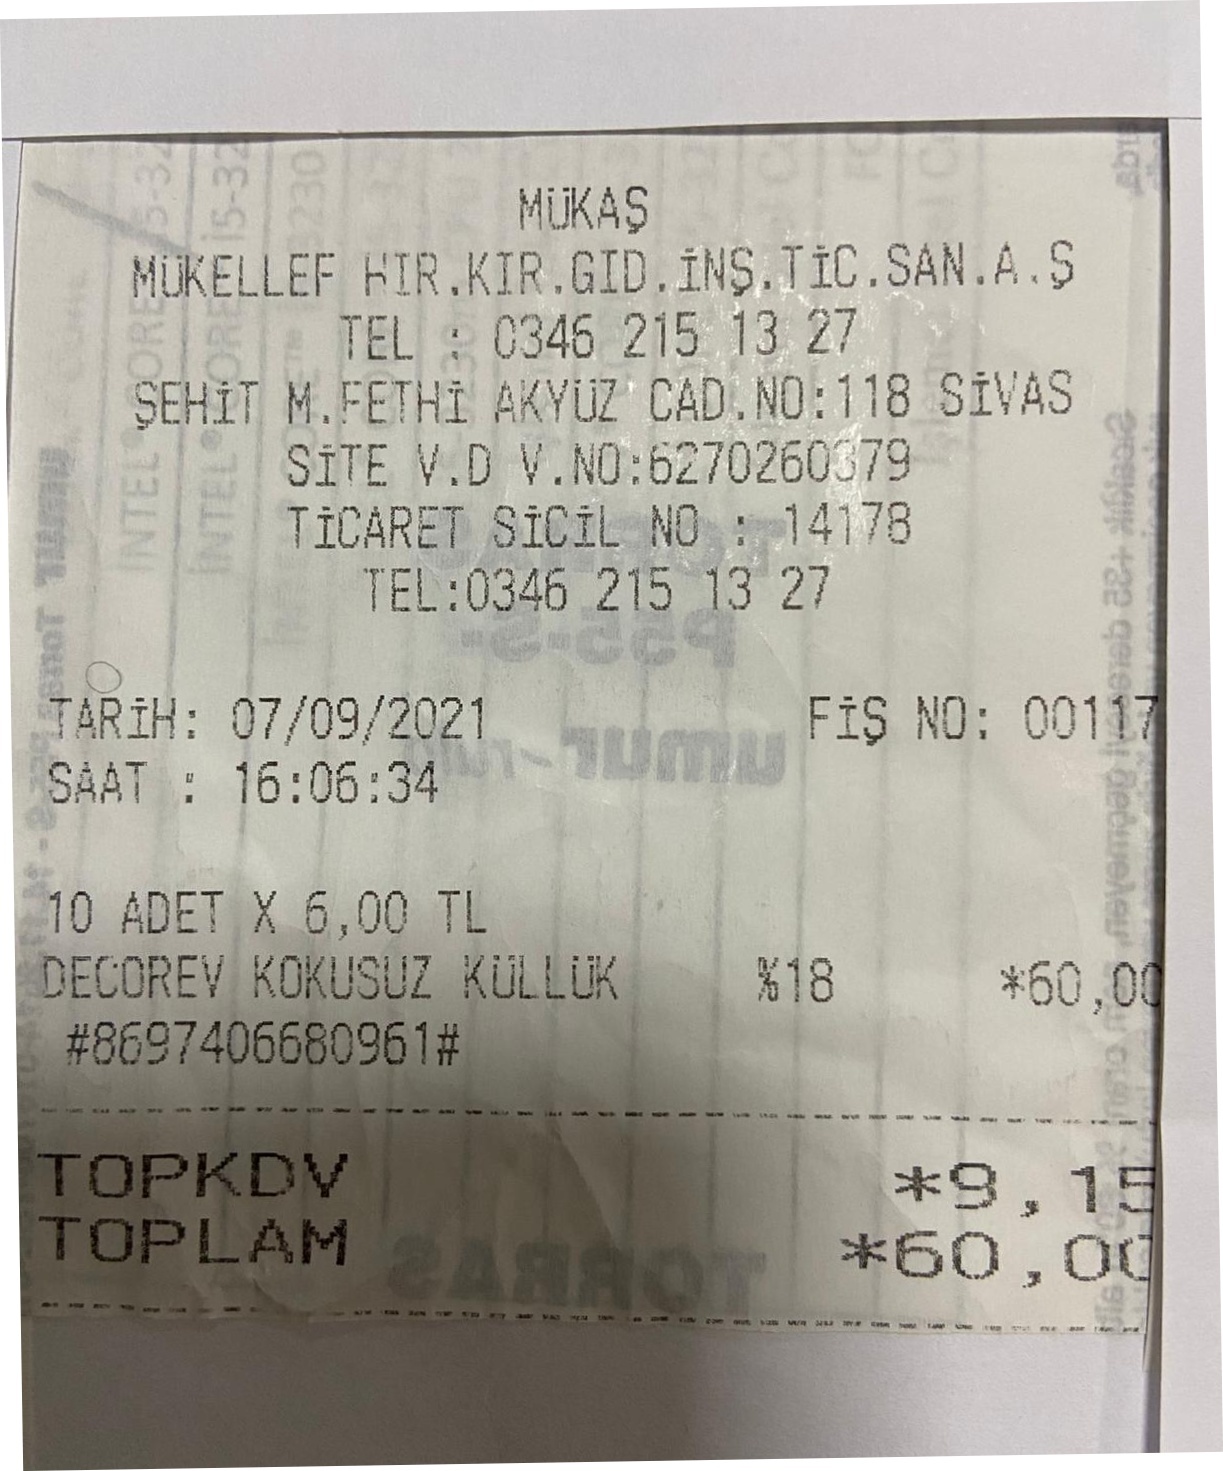 MÜKAŞ
MÜKELLEF HIR.KIR.GID.İNŞ.TİC.SAN.A.Ş
TEL : 0346 215 13 27
ŞEHİT M.FETHİ AKYÜZ CAD.NO:118 SİVAS
SİTE V.D V.NO:6270260379
TİCARET SİCİL NO : 14178
TEL:0346 215 13 27
TARİH: 07/09/2021 FİŞ NO: 00117
SAAT : 16:06:34
10 ADET X 6,00 TL
DECOREV KOKUSUZ KÜLLÜK %18 *60,00
#8697406680961#
TOPKDV *9,15
TOPLAM *60,00